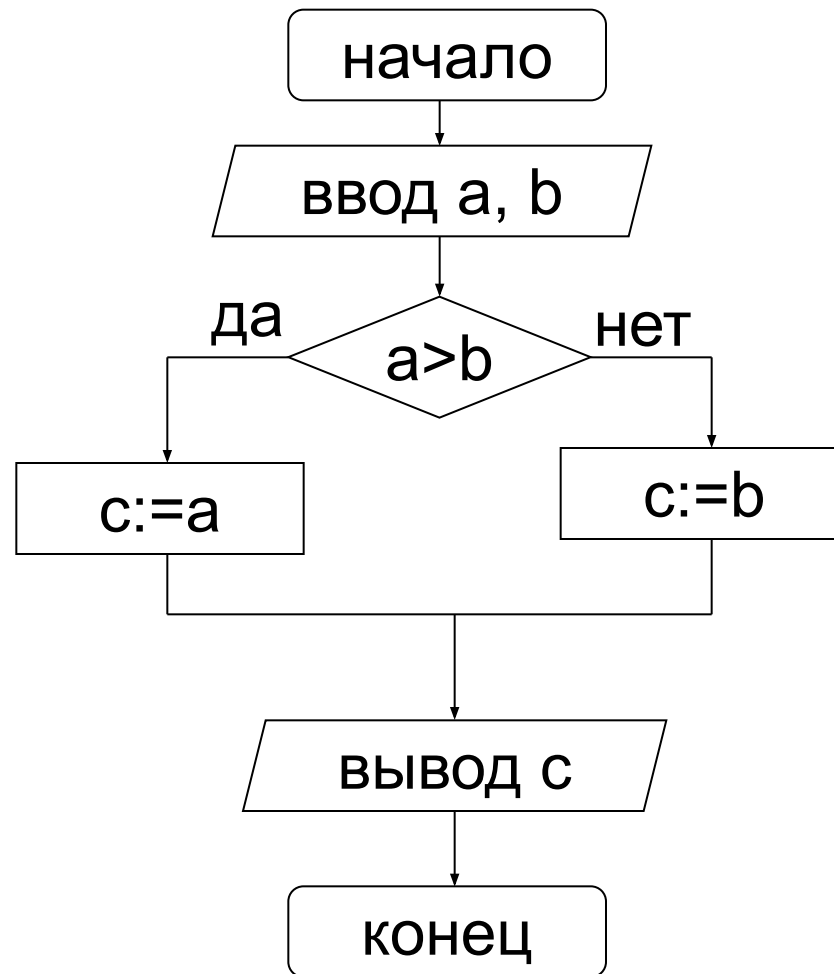 начало
ввод a, b
да
нет
a>b
c:=a
c:=b
вывод c
конец